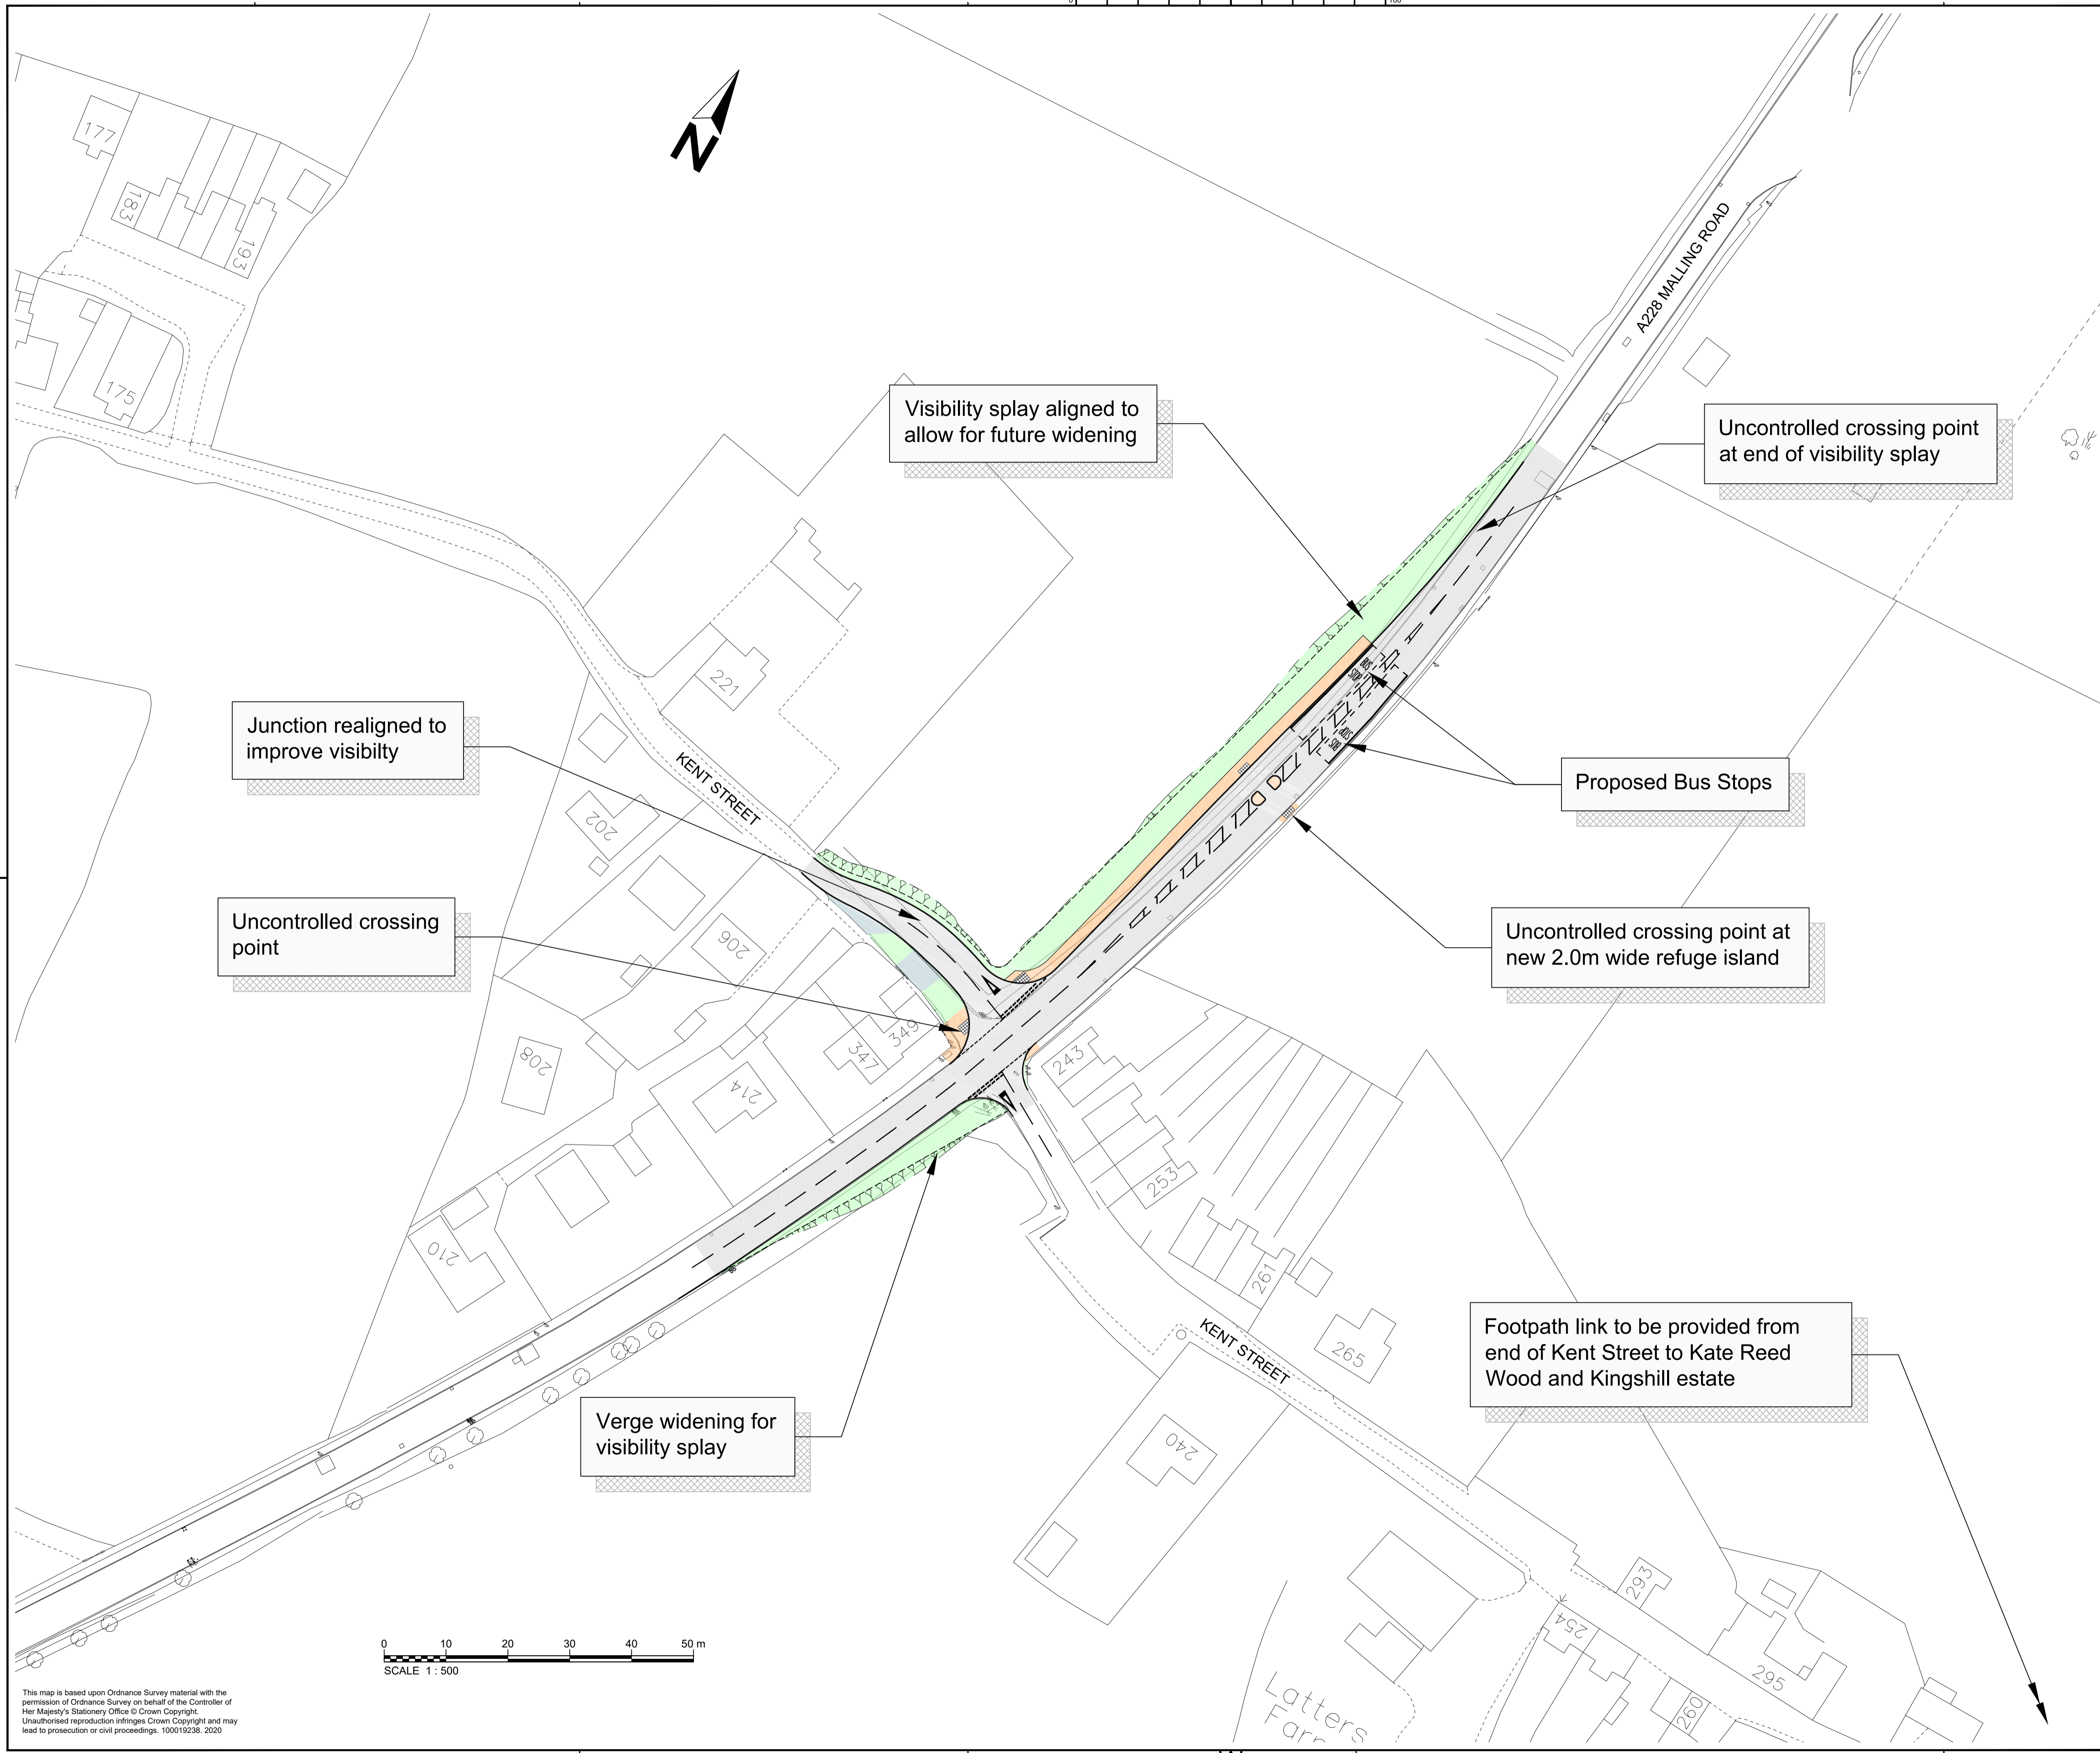 0
100
N
177
183
193
175
A228 MALLING ROAD
Visibility splay aligned to
allow for future widening
Uncontrolled crossing point
at end of visibility splay
221
BUS
STOP
BUS
STOP
Junction realigned to
improve visibilty
KENT STREET
Proposed Bus Stops
202
Uncontrolled crossing
point
206
Uncontrolled crossing point at
new 2.0m wide refuge island
349
347
208
214
243
253
210
261
265
KENT STREET
Footpath link to be provided from
end of Kent Street to Kate Reed
Wood and Kingshill estate
Verge widening for
visibility splay
240
293
254
295
260
Latters
0 10 20 30 40 50 m
SCALE 1 : 500
This map is based upon Ordnance Survey material with the
permission of Ordnance Survey on behalf of the Controller of
Her Majesty's Stationery Office © Crown Copyright.
Unauthorised reproduction infringes Crown Copyright and may
lead to prosecution or civil proceedings. 100019238. 2020